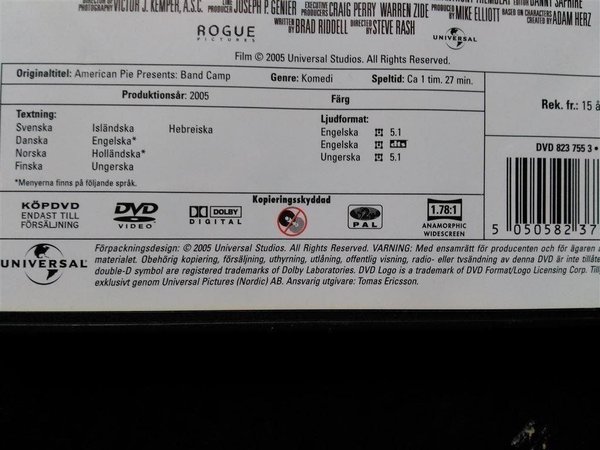 PHOTOGRAPHY VICTOR J. KEMPER, A.S.C. LINE PRODUCER JOSEPH P. GENIER EXECUTIVE PRODUCERS CRAIG PERRY WARREN ZIDE PRODUCED BY MIKE ELLIOTT BASED ON CHARACTERS CREATED BY ADAM HERZ
WRITTEN BY BRAD RIDDELL DIRECTED BY STEVE RASH
ROGUE
PICTURES
UNIVERSAL
Film © 2005 Universal Studios. All Rights Reserved.
Originaltitel: American Pie Presents: Band Camp Genre: Komedi Speltid: Ca 1 tim. 27 min.
Produktionsår: 2005 Färg
Rek. fr.: 15 å
Textning:
Svenska Isländska Hebreiska
Danska Engelska*
Norska Holländska*
Finska Ungerska
*Menyerna finns på följande språk.
Ljudformat:
Engelska 5.1
Engelska dts
Ungerska 5.1
DVD 823 755 3 •
5 050582 37
KÖPDVD
ENDAST TILL
FÖRSÄLJNING
DVD
VIDEO
DOLBY
DIGITAL
Kopieringsskyddad
PAL
1.78:1
ANAMORPHIC
WIDESCREEN
UNIVERSAL
Förpackningsdesign: © 2005 Universal Studios. All Rights Reserved. VARNING: Med ensamrätt för producenten och för ägaren a
materialet. Obehörig kopiering, försäljning, uthyrning, utlåning, offentlig visning, radio- eller tvsändning av denna DVD är inte tillåte
double-D symbol are registered trademarks of Dolby Laboratories. DVD Logo is a trademark of DVD Format/Logo Licensing Corp. Till
exklusivt genom Universal Pictures (Nordic) AB. Ansvarig utgivare: Tomas Ericsson.